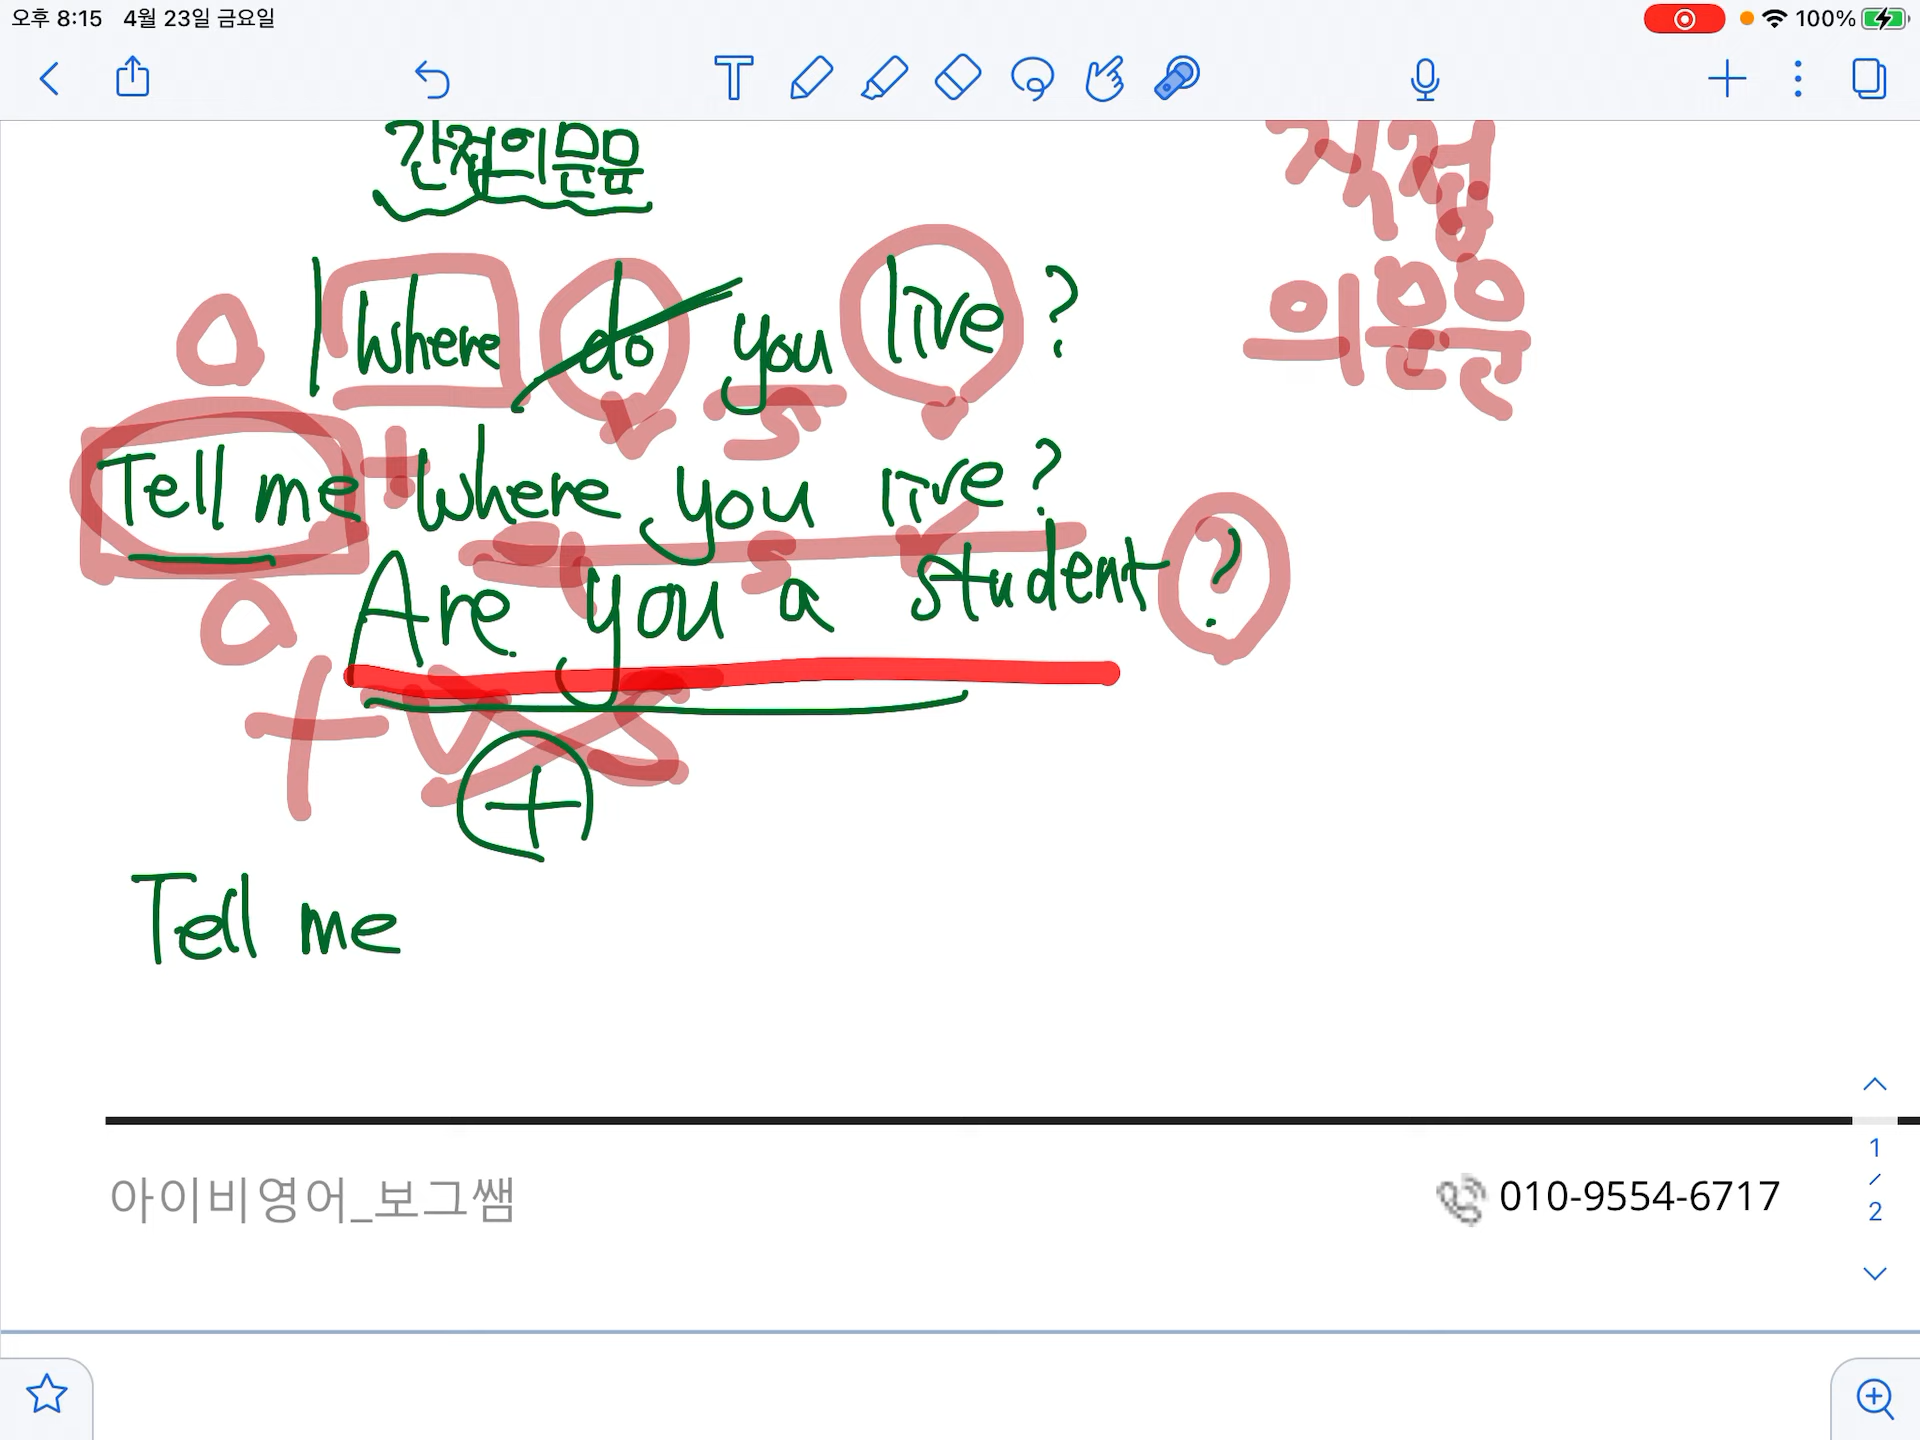 오후 8:15 4월 23일 금요일
100%
간접의문문
직접
의문문
Where do you live?
V S V
Tell me + Where you live?
S V
Are you a student?
+ V S
+
Tell me
아이비영어_보그쌤
010-9554-6717
1
/
2